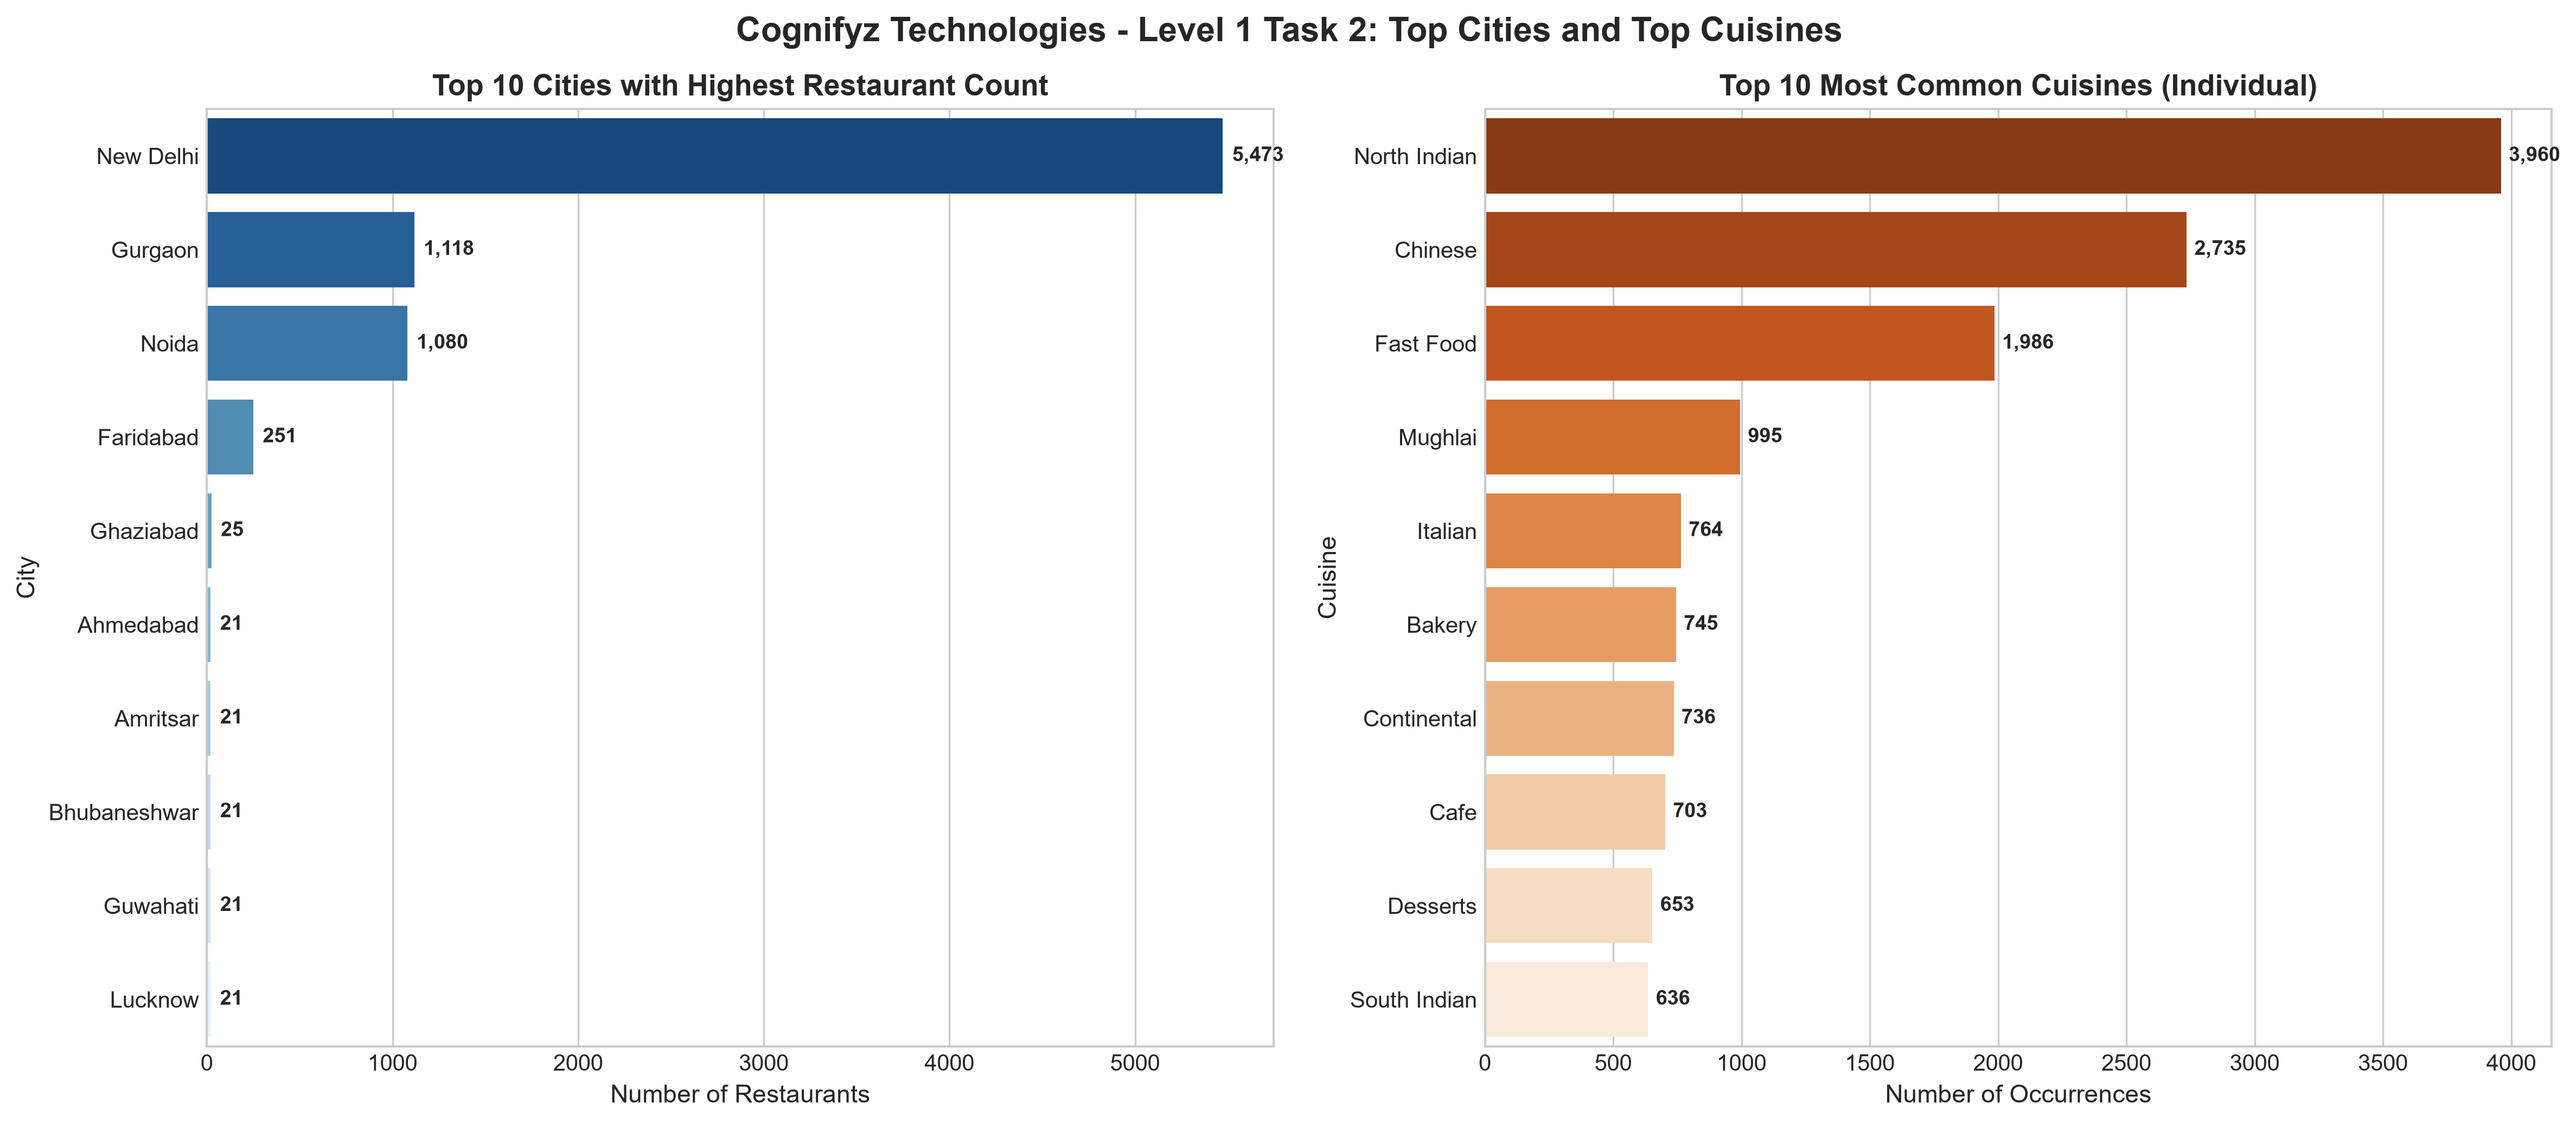 Cognifyz Technologies - Level 1 Task 2: Top Cities and Top Cuisines
Top 10 Cities with Highest Restaurant Count
City
New Delhi 5,473
Gurgaon 1,118
Noida 1,080
Faridabad 251
Ghaziabad 25
Ahmedabad 21
Amritsar 21
Bhubaneshwar 21
Guwahati 21
Lucknow 21
0 1000 2000 3000 4000 5000
Number of Restaurants
Top 10 Most Common Cuisines (Individual)
Cuisine
North Indian 3,960
Chinese 2,735
Fast Food 1,986
Mughlai 995
Italian 764
Bakery 745
Continental 736
Cafe 703
Desserts 653
South Indian 636
0 500 1000 1500 2000 2500 3000 3500 4000
Number of Occurrences